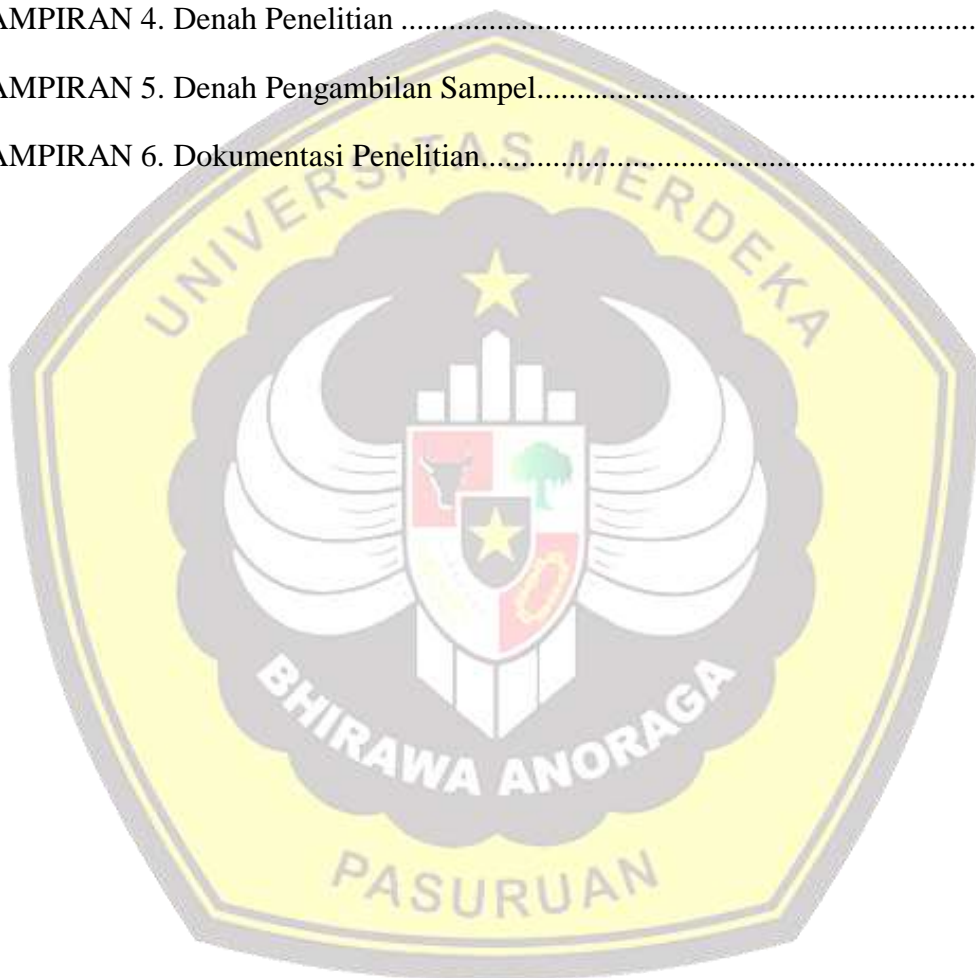 AMPIRAN 4. Denah Penelitian ........................................................................
AMPIRAN 5. Denah Pengambilan Sampel.......................................................
AMPIRAN 6. Dokumentasi Penelitian..............................................................
UNIVERSITAS MERDEKA
BHIRAWA ANORAGA
PASURUAN